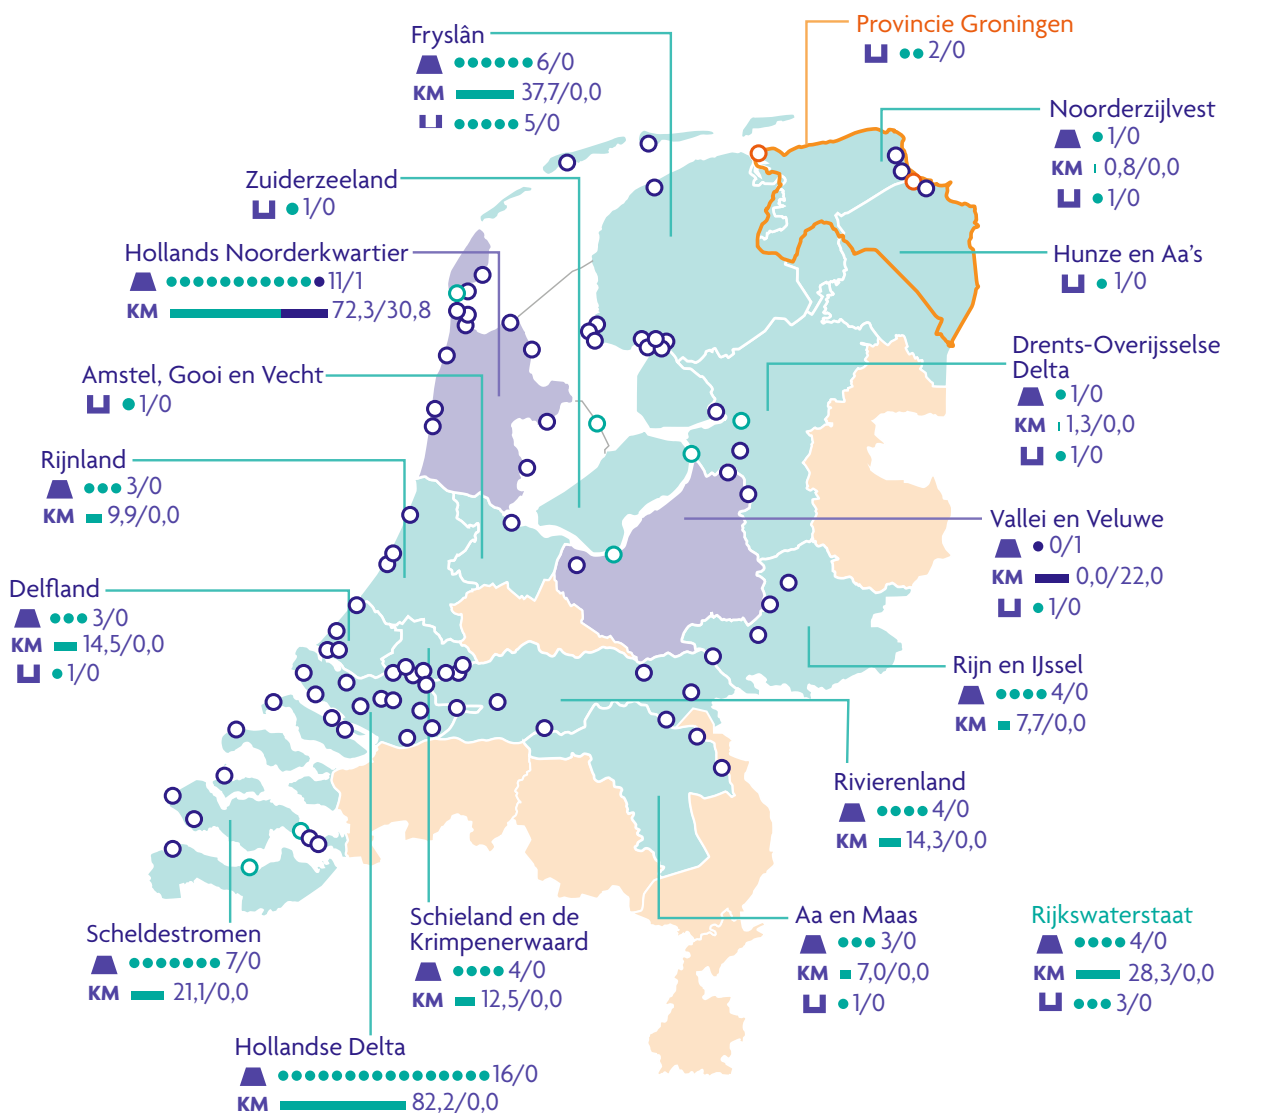 Fryslân
6/0
KM 37,7/0,0
5/0
Provincie Groningen
2/0
Noorderzijlvest
1/0
KM 0,8/0,0
1/0
Zuiderzeeland
1/0
Hollands Noorderkwartier
11/1
KM 72,3/30,8
Hunze en Aa's
1/0
Drents-Overijsselse
Delta
1/0
KM 1,3/0,0
1/0
Amstel, Gooi en Vecht
1/0
Rijnland
3/0
KM 9,9/0,0
Vallei en Veluwe
0/1
KM 0,0/22,0
1/0
Delfland
3/0
KM 14,5/0,0
1/0
Rijn en IJssel
4/0
KM 7,7/0,0
Rivierenland
4/0
KM 14,3/0,0
Scheldestromen
7/0
KM 21,1/0,0
Schieland en de
Krimpenerwaard
4/0
KM 12,5/0,0
Aa en Maas
3/0
KM 7,0/0,0
1/0
Rijkswaterstaat
4/0
KM 28,3/0,0
3/0
Hollandse Delta
16/0
KM 82,2/0,0